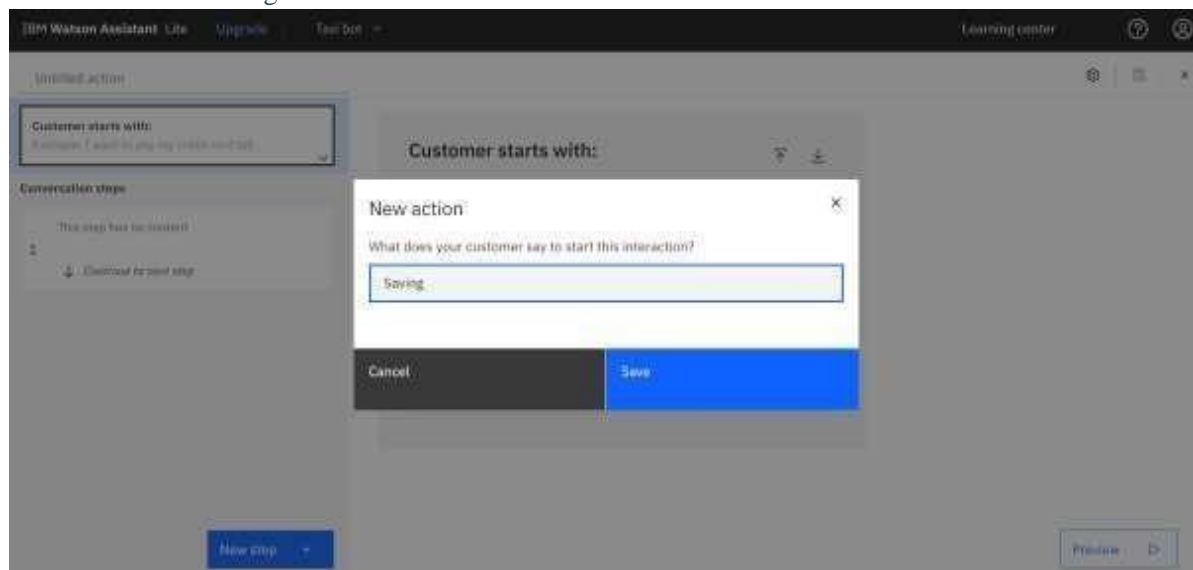 IBM Watson Assistant Lite Upgrade Learning center
Untitled action
Customer starts with:
Customer starts with:
Conversation steps
This step has no content
Continue to next step
New action
What does your customer say to start this interaction?
Saving
Cancel
Save
New step
Preview